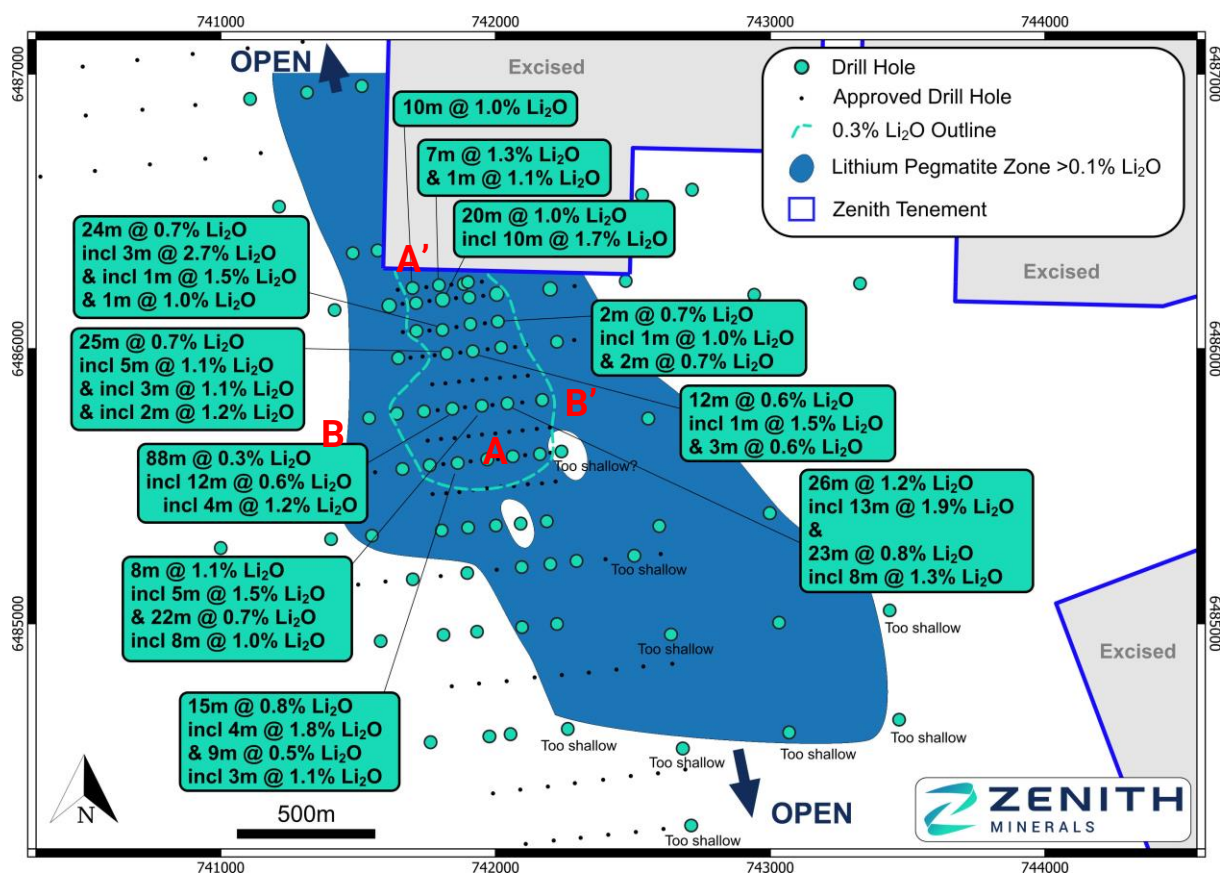 741000
742000
743000
744000
6487000
6487000
OPEN
Excised
Drill Hole
Approved Drill Hole
0.3% Li₂O Outline
Lithium Pegmatite Zone >0.1% Li₂O
Zenith Tenement
10m @ 1.0% Li₂O
7m @ 1.3% Li₂O
& 1m @ 1.1% Li₂O
20m @ 1.0% Li₂O
incl 10m @ 1.7% Li₂O
24m @ 0.7% Li₂O
incl 3m @ 2.7% Li₂O
& incl 1m @ 1.5% Li₂O
& 1m @ 1.0% Li₂O
A’
Excised
2m @ 0.7% Li₂O
incl 1m @ 1.0% Li₂O
& 2m @ 0.7% Li₂O
6486000
6486000
25m @ 0.7% Li₂O
incl 5m @ 1.1% Li₂O
& incl 3m @ 1.1% Li₂O
& incl 2m @ 1.2% Li₂O
12m @ 0.6% Li₂O
incl 1m @ 1.5% Li₂O
& 3m @ 0.6% Li₂O
B
B’
A
88m @ 0.3% Li₂O
incl 12m @ 0.6% Li₂O
incl 4m @ 1.2% Li₂O
Too shallow?
26m @ 1.2% Li₂O
incl 13m @ 1.9% Li₂O
&
23m @ 0.8% Li₂O
incl 8m @ 1.3% Li₂O
8m @ 1.1% Li₂O
incl 5m @ 1.5% Li₂O
& 22m @ 0.7% Li₂O
incl 8m @ 1.0% Li₂O
Too shallow
6485000
6485000
Too shallow
Too shallow
Excised
15m @ 0.8% Li₂O
incl 4m @ 1.8% Li₂O
& 9m @ 0.5% Li₂O
incl 3m @ 1.1% Li₂O
Too shallow
Too shallow
Too shallow
Too shallow
N
500m
OPEN
Too shallow
ZENITH
MINERALS
741000
742000
743000
744000